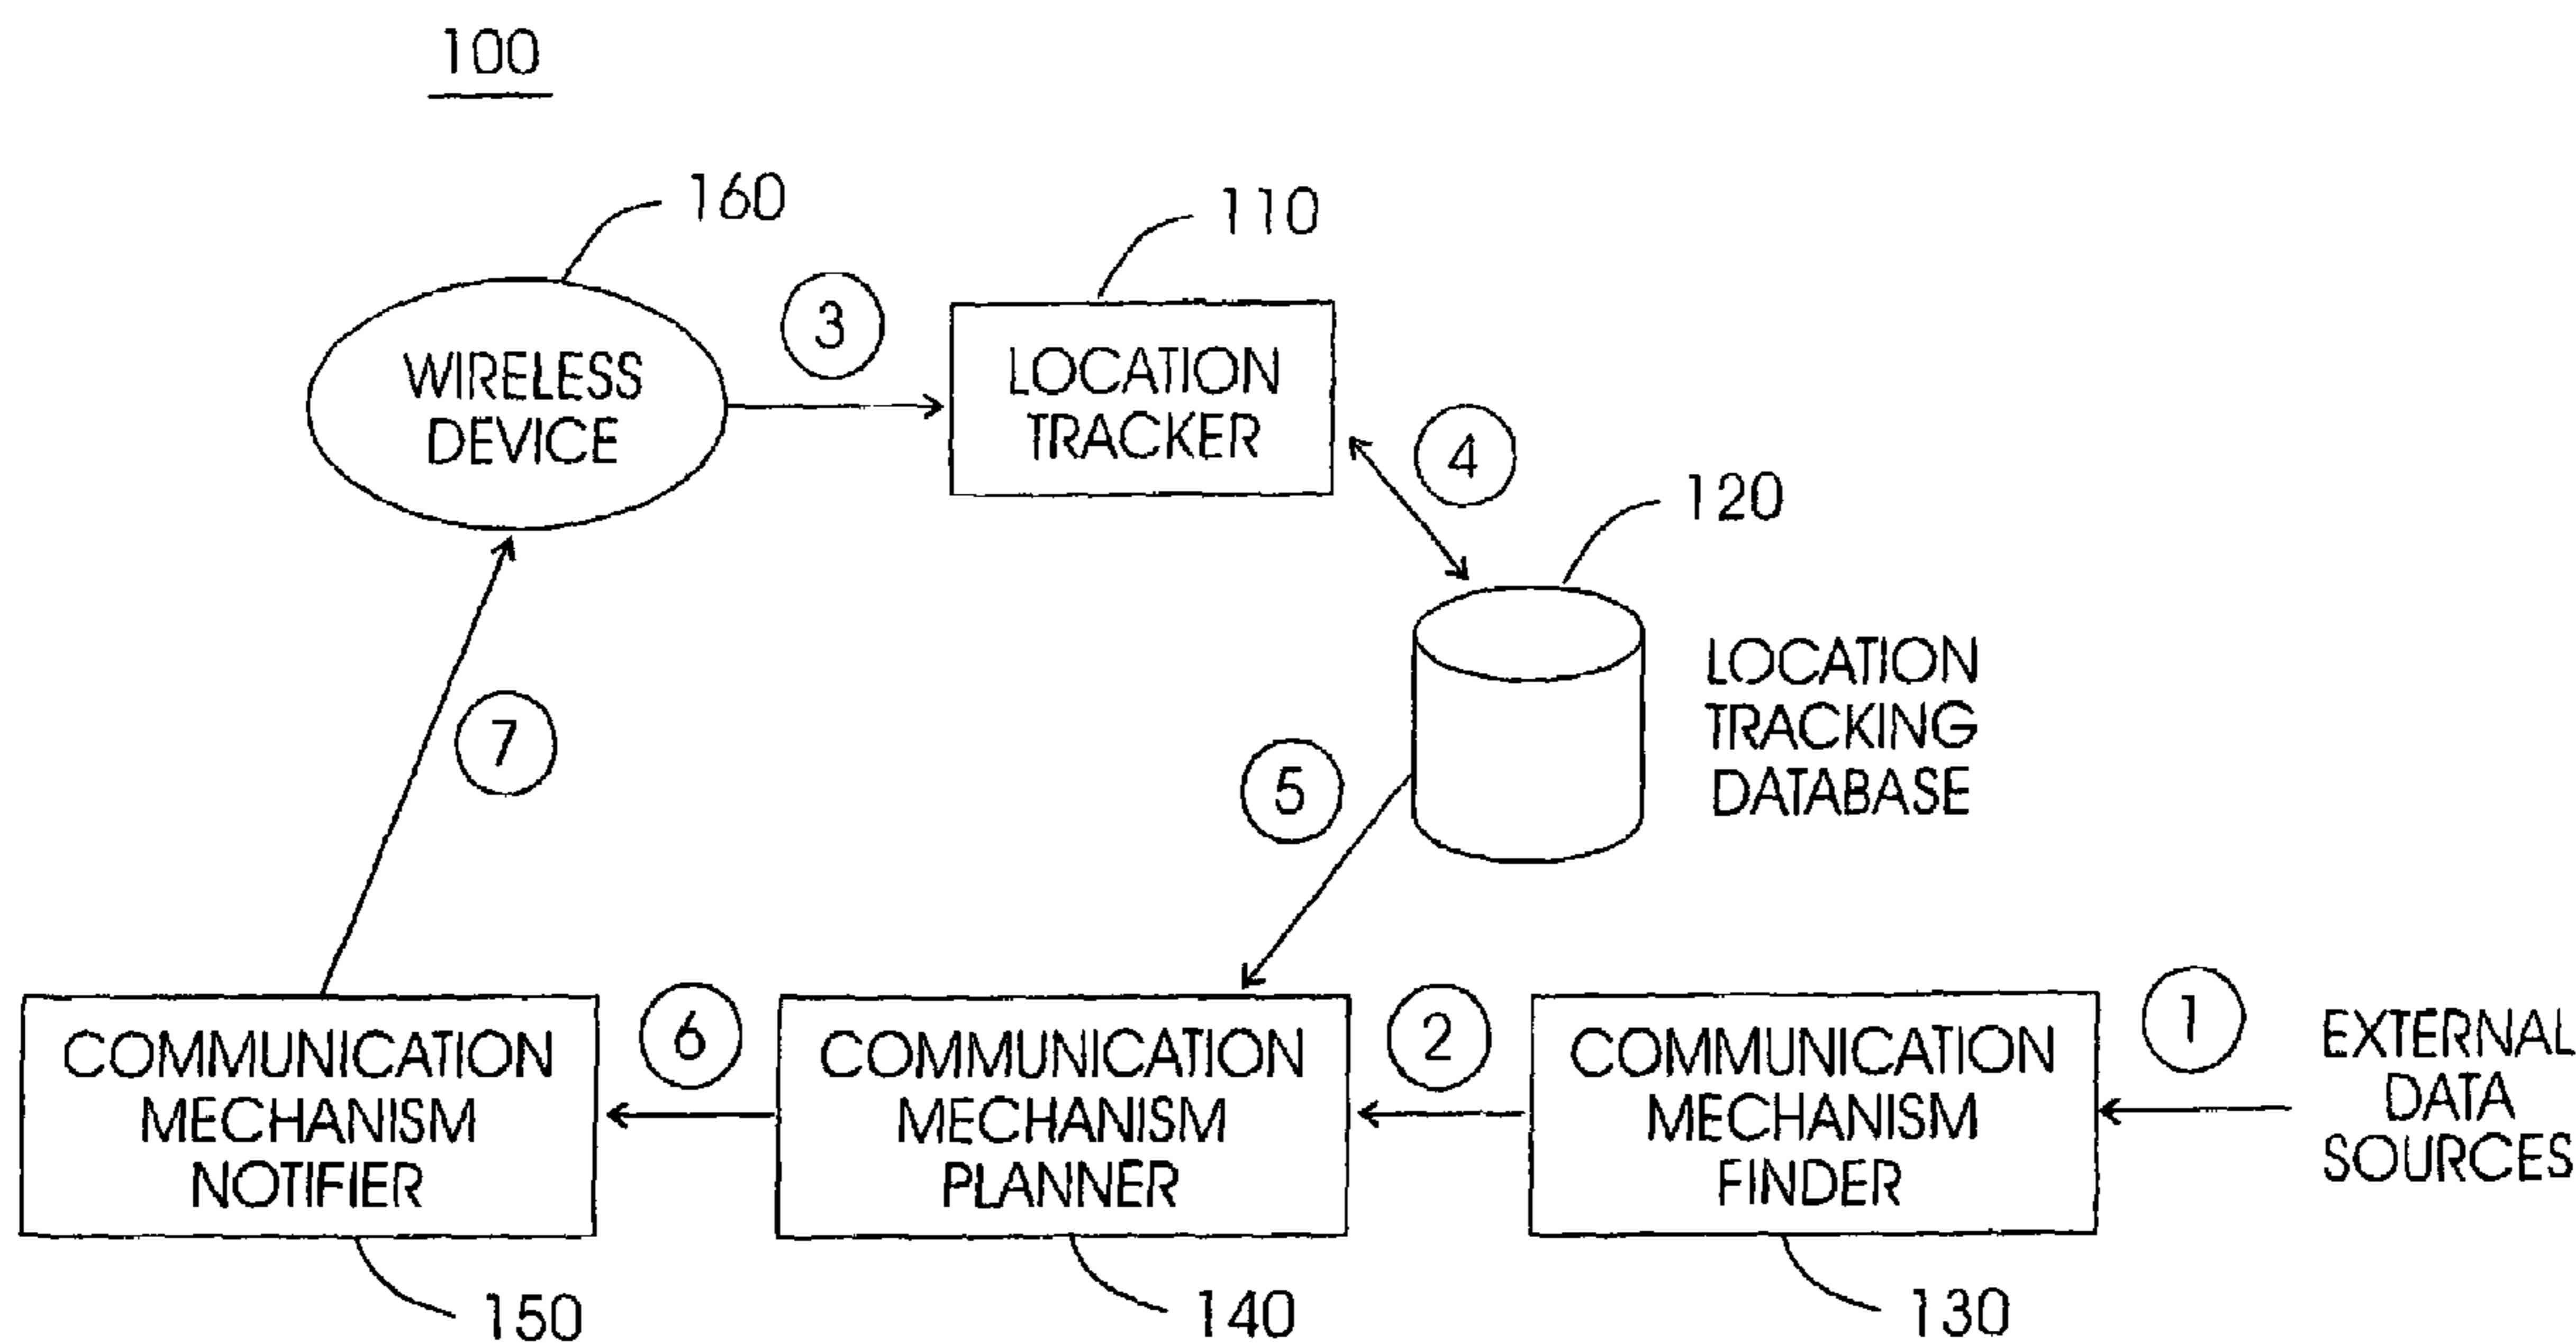 100
160
110
3
WIRELESS
DEVICE
LOCATION
TRACKER
4
120
LOCATION
TRACKING
DATABASE
7
5
COMMUNICATION
MECHANISM
NOTIFIER
6
COMMUNICATION
MECHANISM
PLANNER
2
COMMUNICATION
MECHANISM
FINDER
1
EXTERNAL
DATA
SOURCES
150
140
130